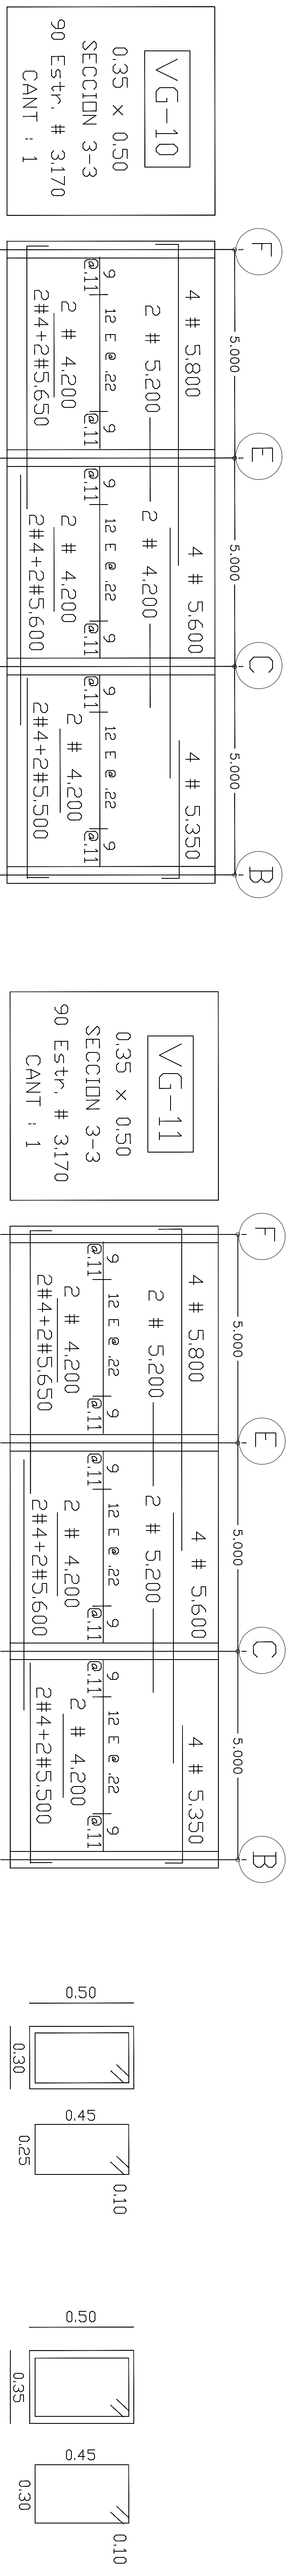 VG-10
0.35 x 0.50
SECCION 3-3
90 Estr. # 3.170
CANT : 1
F E C B
5.000 5.000 5.000
4 # 5.800 4 # 5.600 4 # 5.350
2 # 5.200 2 # 4.200
9 12 E @ .22 9 9 12 E @ .22 9 9 12 E @ .22 9
@.11 @.11 @.11 @.11 @.11 @.11
2 # 4.200 2 # 4.200 2 # 4.200
2#4+2#5.650 2#4+2#5.600 2#4+2#5.500
VG-11
0.35 x 0.50
SECCION 3-3
90 Estr. # 3.170
CANT : 1
F E C B
5.000 5.000 5.000
4 # 5.800 4 # 5.600 4 # 5.350
2 # 5.200 2 # 5.200
9 12 E @ .22 9 9 12 E @ .22 9 9 12 E @ .22 9
@.11 @.11 @.11 @.11 @.11 @.11
2 # 4.200 2 # 4.200 2 # 4.200
2#4+2#5.650 2#4+2#5.600 2#4+2#5.500
0.50
0.30
0.45
0.25
0.10
0.50
0.35
0.45
0.30
0.10